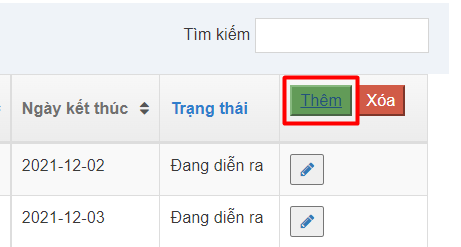 Tìm kiếm
Ngày kết thúc Trạng thái Thêm Xóa
2021-12-02 Đang diễn ra
2021-12-03 Đang diễn ra